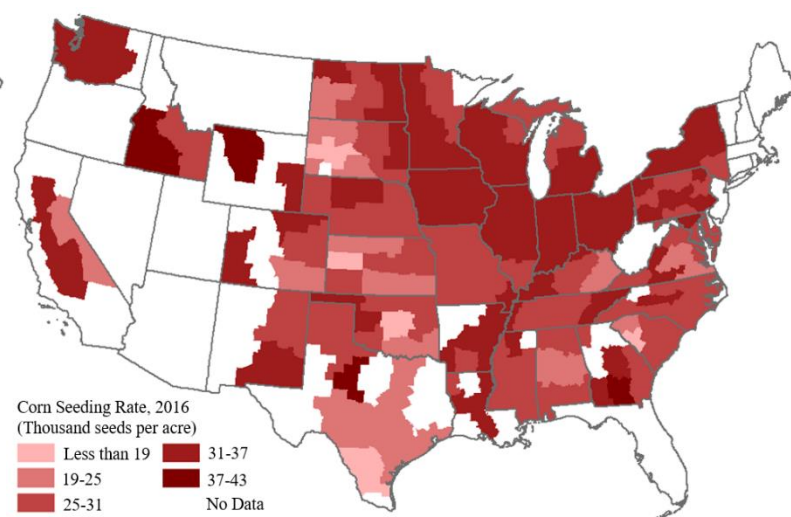 Corn Seeding Rate, 2016
(Thousand seeds per acre)
Less than 19
19-25
25-31
31-37
37-43
No Data